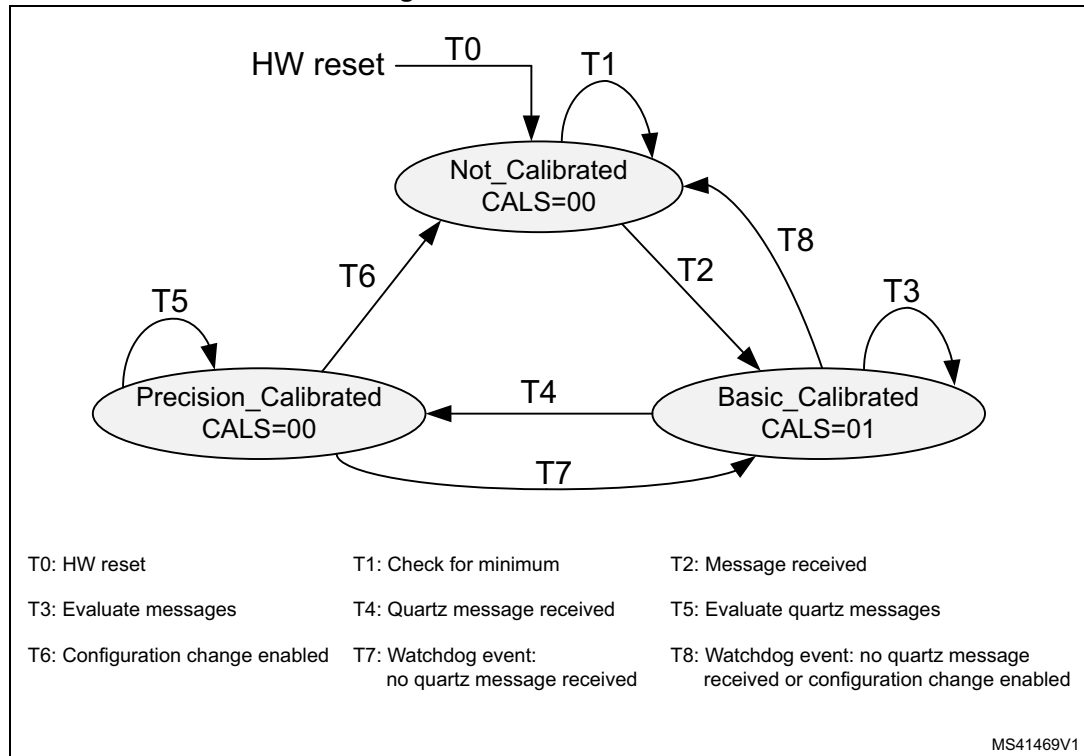 HW reset
T0
T1
Not_Calibrated
CALS=00
T8
T6
T2
T5
T3
Precision_Calibrated
CALS=00
T4
Basic_Calibrated
CALS=01
T7
T0: HW reset
T1: Check for minimum
T2: Message received
T3: Evaluate messages
T4: Quartz message received
T5: Evaluate quartz messages
T6: Configuration change enabled
T7: Watchdog event:
no quartz message received
T8: Watchdog event: no quartz message
received or configuration change enabled
MS41469V1